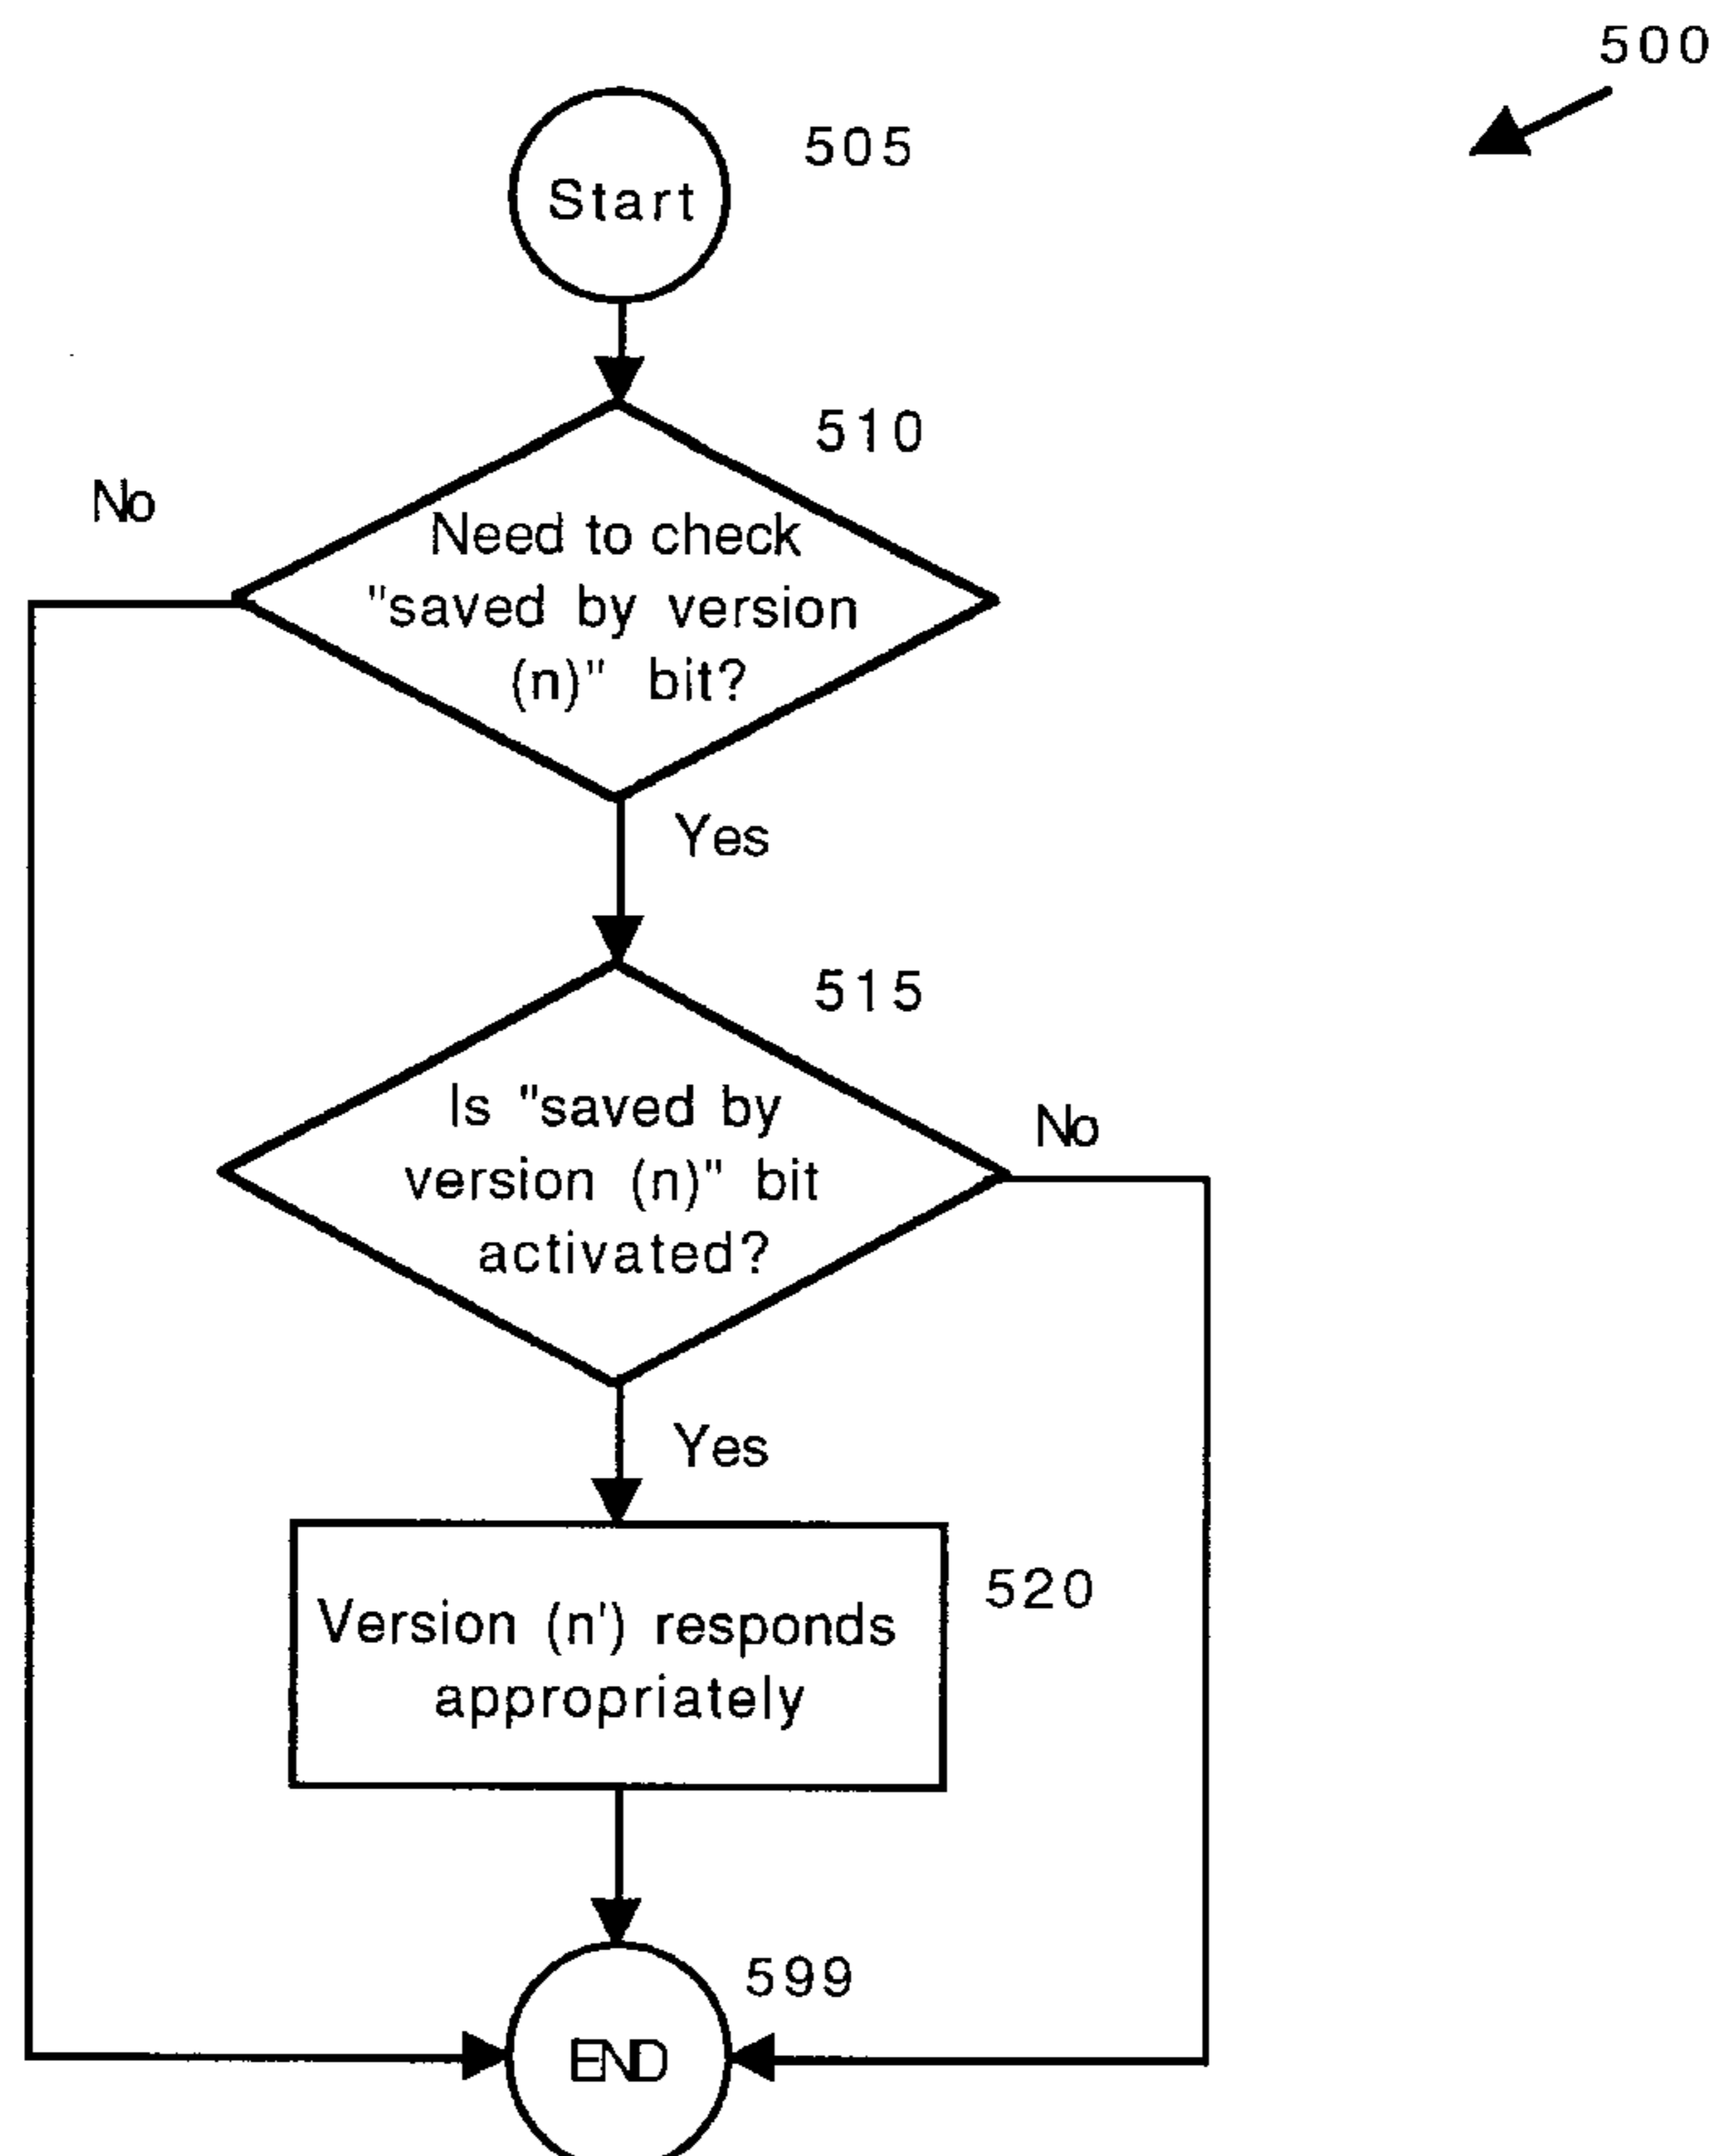 500
505
Start
510
No
Need to check
"saved by version
(n)" bit?
Yes
515
Is "saved by
version (n)" bit
activated?
No
Yes
520
Version (n') responds
appropriately
599
END